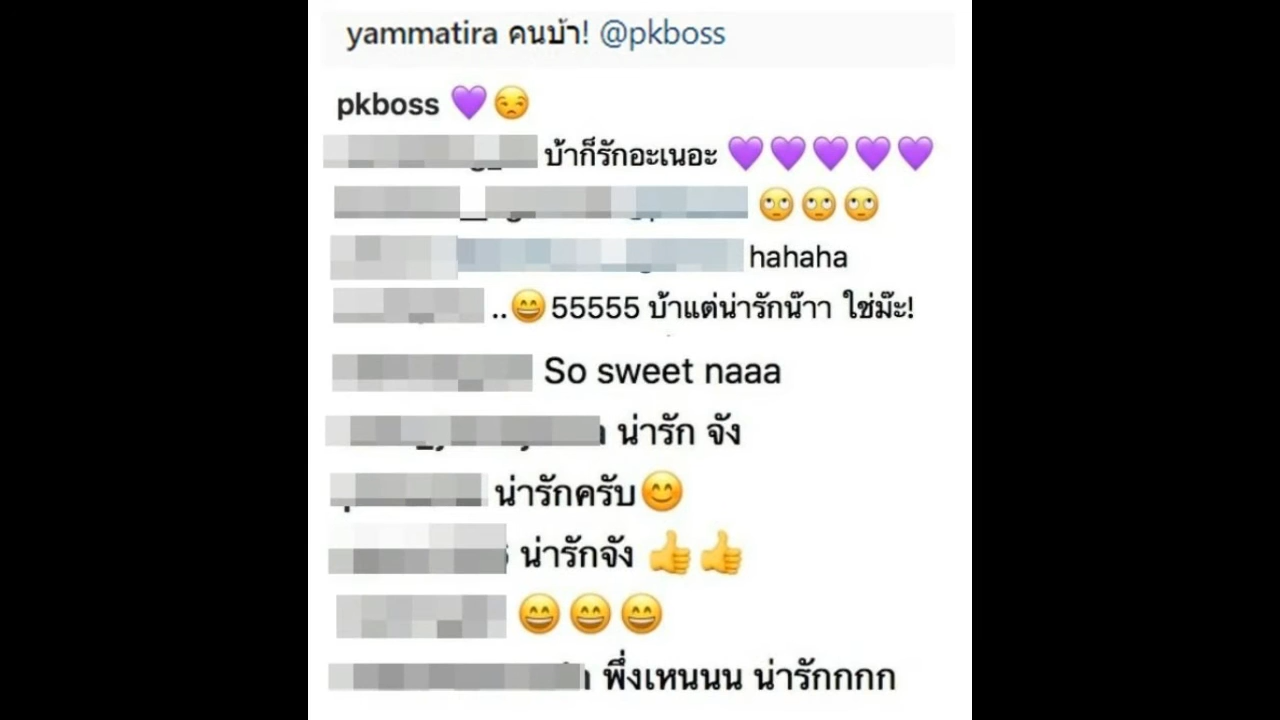 yammatira คนบ้า! @pkboss
pkboss 💜😒
บ้าก็รักอะเนอะ 💜💜💜💜💜
🙄🙄🙄
hahaha
..😄55555 บ้าแต่น่ารักน๊าา ใช่ม๊ะ!
So sweet naaa
น่ารัก จัง
น่ารักครับ😊
น่ารักจัง 👍👍
😄😄😄
พึ่งเหนนน น่ารักกกก